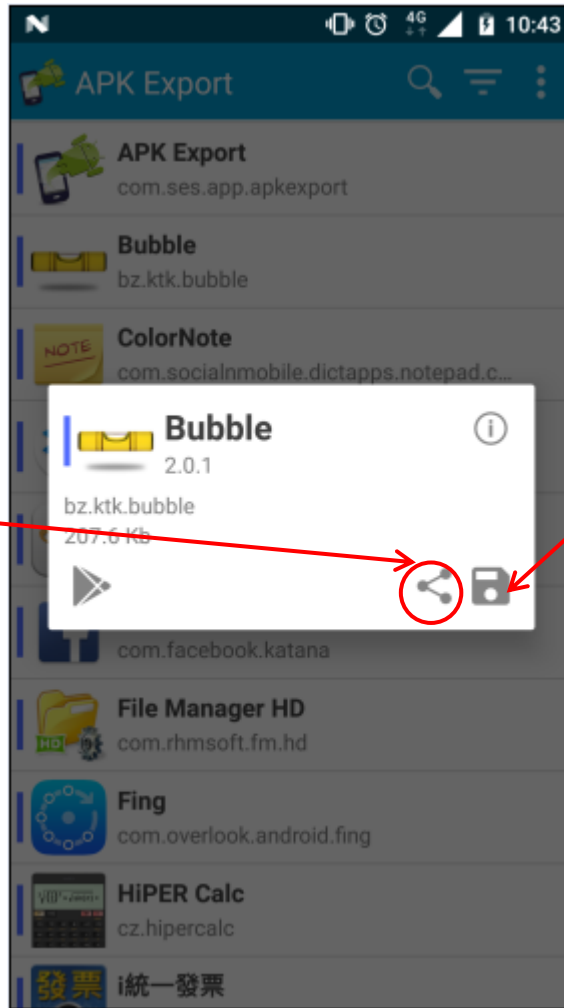 4G
10:43
APK Export
APK Export
com.ses.app.apkexport
Bubble
bz.ktk.bubble
NOTE
ColorNote
com.socialnmobile.dictapps.notepad.c...
Bubble
2.0.1
bz.ktk.bubble
207.6 Kb
com.facebook.katana
HD
File Manager HD
com.rhmsoft.fm.hd
Fing
com.overlook.android.fing
HiPER Calc
cz.hipercalc
發票
i統一發票